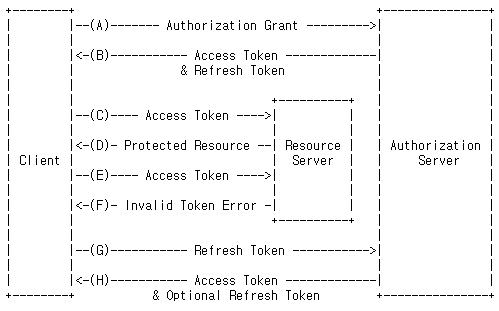 +--------+                                           +---------------+
|        |--(A)------- Authorization Grant --------->|               |
|        |                                           |               |
|        |<-(B)----------- Access Token -------------|               |
|        |               & Refresh Token             |               |
|        |                                           |               |
|        |                            +----------+   |               |
|        |--(C)---- Access Token ---->|          |   |               |
|        |                            |          |   |               |
|        |<-(D)- Protected Resource --| Resource |   | Authorization |
| Client |                            |  Server  |   |     Server    |
|        |--(E)---- Access Token ---->|          |   |               |
|        |                            |          |   |               |
|        |<-(F)- Invalid Token Error -|          |   |               |
|        |                            +----------+   |               |
|        |                                           |               |
|        |--(G)----------- Refresh Token ----------->|               |
|        |                                           |               |
|        |<-(H)----------- Access Token -------------|               |
+--------+           & Optional Refresh Token        +---------------+